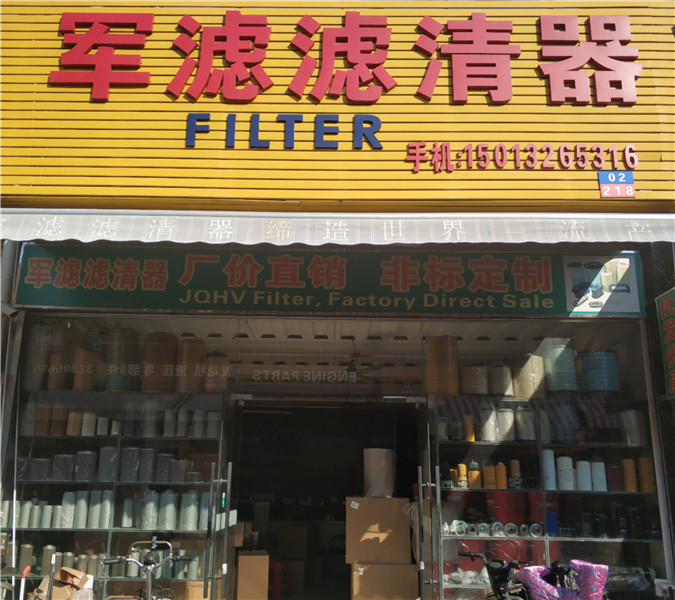 军滤滤清器
FILTER
手机:15013265316
02
218
滤滤清器缔造世界一流产
军滤滤清器 厂价直销 非标定制
JQHV Filter, Factory Direct Sale
ENGINE PARTS